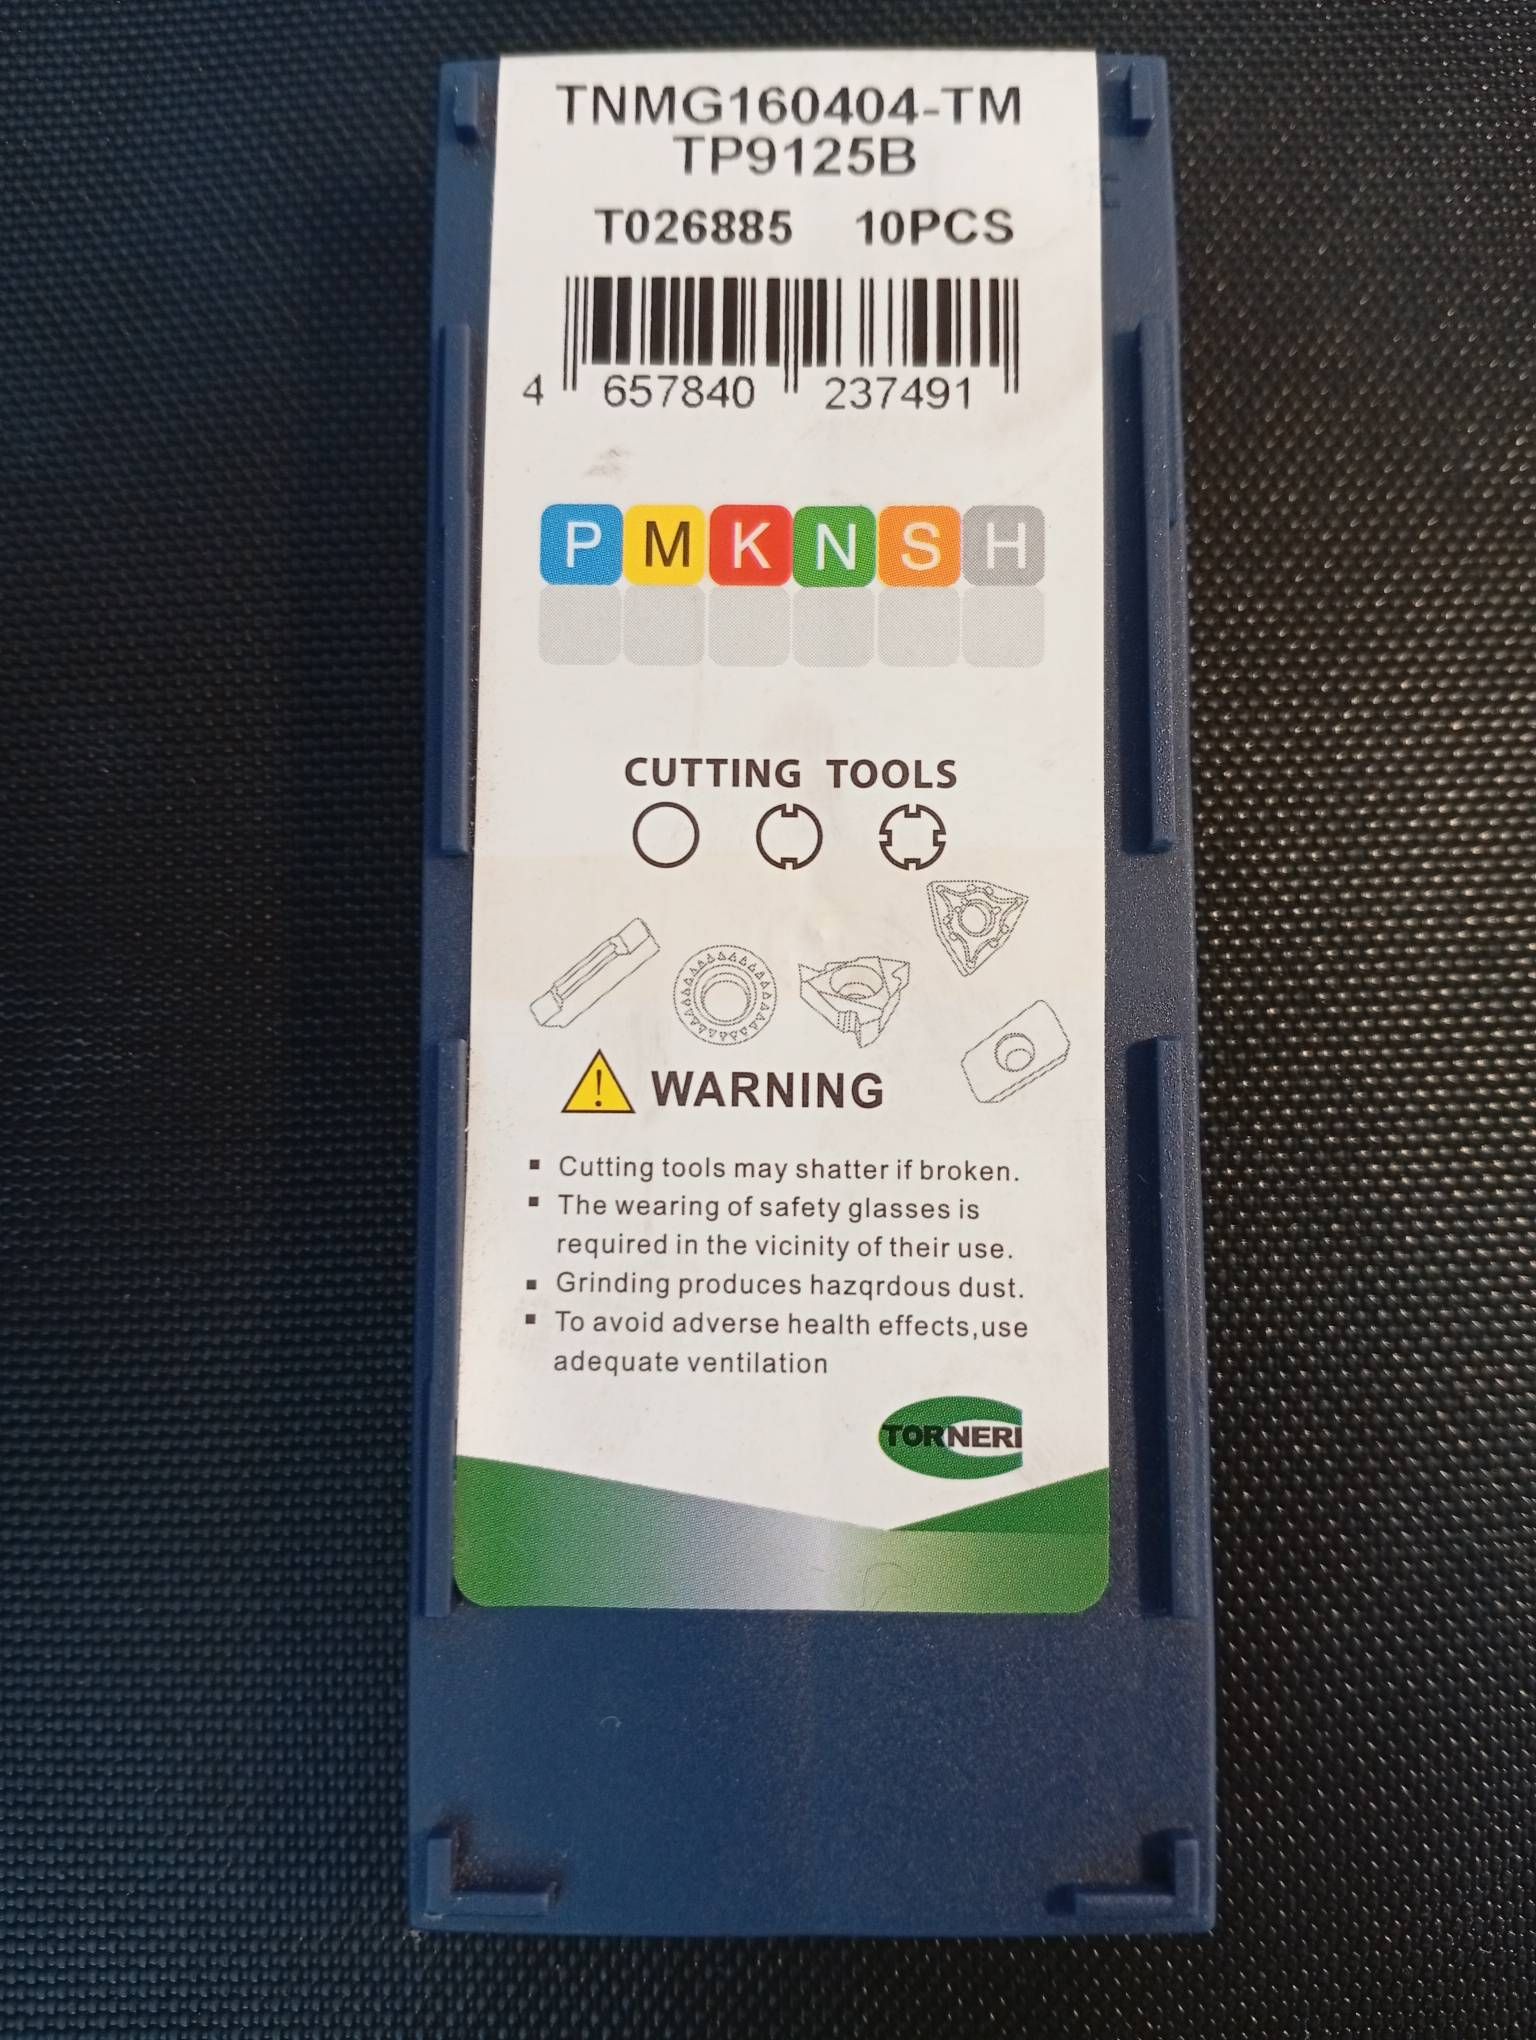 TNMG160404-TM
TP9125B
T026885 10PCS
4 657840 237491
P M K N S H
CUTTING TOOLS
WARNING
▪ Cutting tools may shatter if broken.
▪ The wearing of safety glasses is
required in the vicinity of their use.
▪ Grinding produces hazqrdous dust.
▪ To avoid adverse health effects,use
adequate ventilation
TORNERI